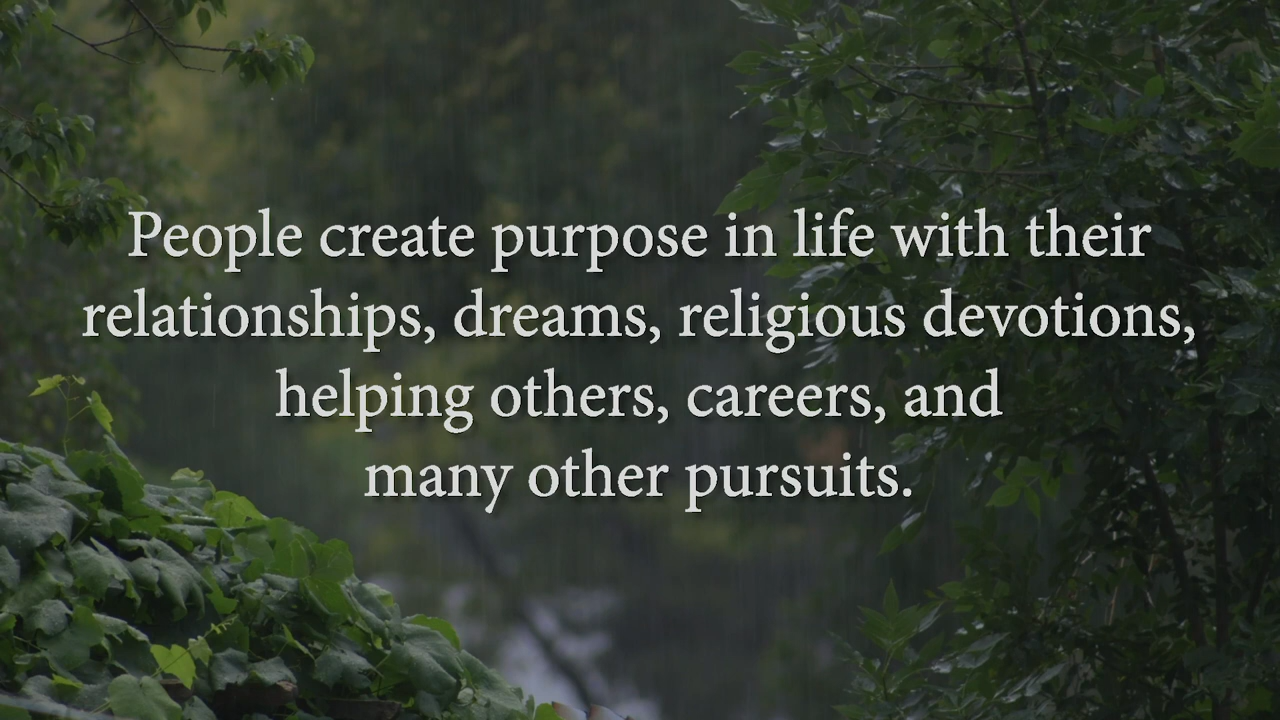 People create purpose in life with their
relationships, dreams, religious devotions,
helping others, careers, and
many other pursuits.